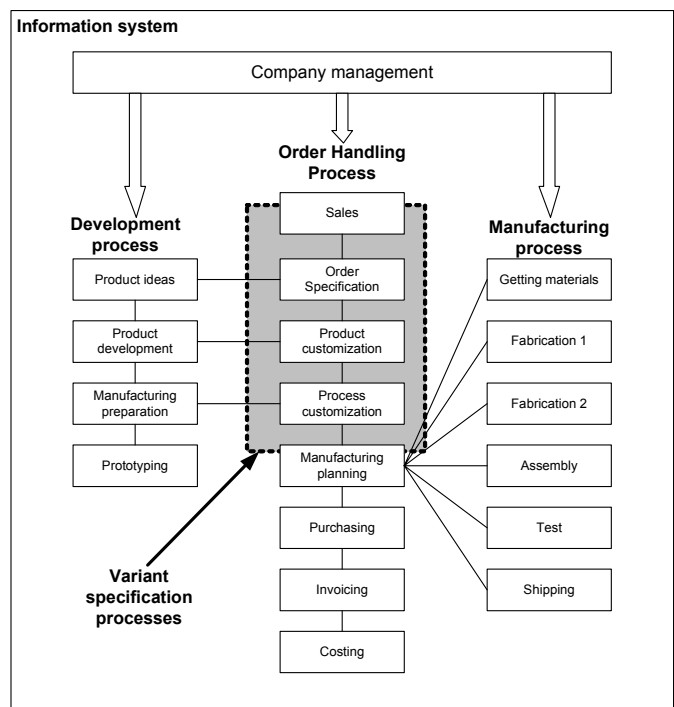 Information system
Company management
Order Handling
Process
Development
process
Manufacturing
process
Sales
Product ideas
Order
Specification
Getting materials
Product
development
Product
customization
Fabrication 1
Manufacturing
preparation
Process
customization
Fabrication 2
Prototyping
Manufacturing
planning
Assembly
Purchasing
Test
Variant
specification
processes
Invoicing
Shipping
Costing